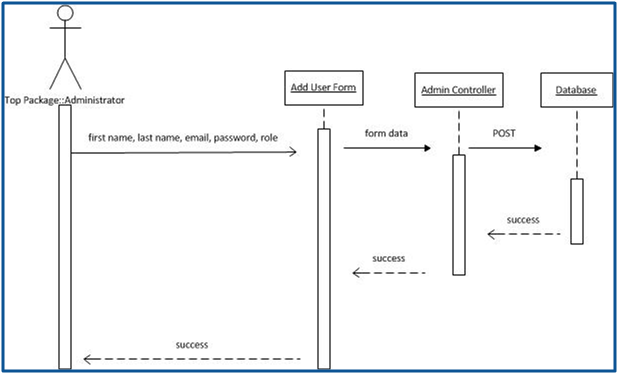 Top Package::Administrator
Add User Form
Admin Controller
Database
first name, last name, email, password, role
form data
POST
success
success
success